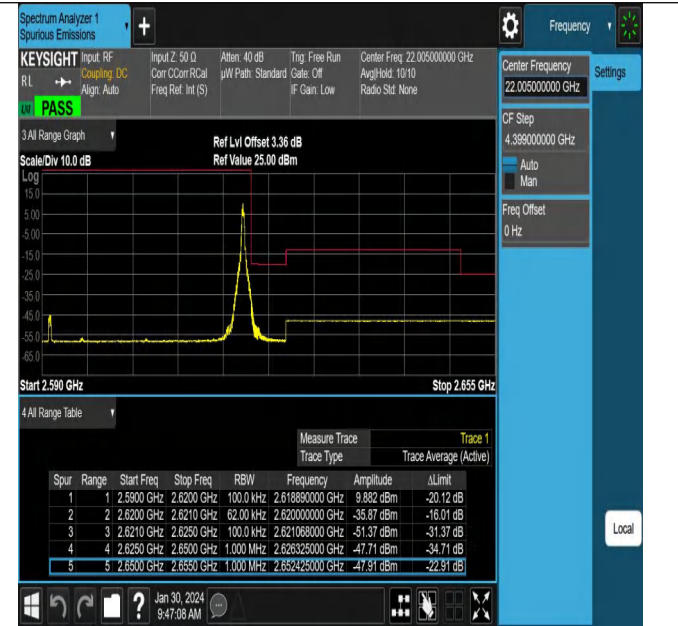 Spectrum Analyzer 1
Spurious Emissions
Frequency
KEYSIGHT Input: RF Input Z: 50 Ω Atten: 40 dB Trig: Free Run Center Freq: 22.005000000 GHz
RL Coupling: DC Corr CCorr RCal µW Path: Standard Gate: Off Avg|Hold: 10/10
Align: Auto Freq Ref: Int (S) IF Gain: Low Radio Std: None
PASS
Center Frequency
22.005000000 GHz
Settings
CF Step
4.399000000 GHz
Auto
Man
Freq Offset
0 Hz
3 All Range Graph
Ref Lvl Offset 3.36 dB
Scale/Div 10.0 dB Ref Value 25.00 dBm
Log
15.0
5.00
-5.00
-15.0
-25.0
-35.0
-45.0
-55.0
-65.0
Start 2.590 GHz Stop 2.655 GHz
4 All Range Table
Measure Trace Trace 1
Trace Type Trace Average (Active)
Spur Range Start Freq Stop Freq RBW Frequency Amplitude ΔLimit
1 1 2.5900 GHz 2.6200 GHz 100.0 kHz 2.618890000 GHz 9.882 dBm -20.12 dB
2 2 2.6200 GHz 2.6210 GHz 62.00 kHz 2.620000000 GHz -35.87 dBm -16.01 dB
3 3 2.6210 GHz 2.6250 GHz 100.0 kHz 2.621068000 GHz -51.37 dBm -31.37 dB
4 4 2.6250 GHz 2.6500 GHz 1.000 MHz 2.626325000 GHz -47.71 dBm -34.71 dB
5 5 2.6500 GHz 2.6550 GHz 1.000 MHz 2.652425000 GHz -47.91 dBm -22.91 dB
Local
Jan 30, 2024
9:47:08 AM